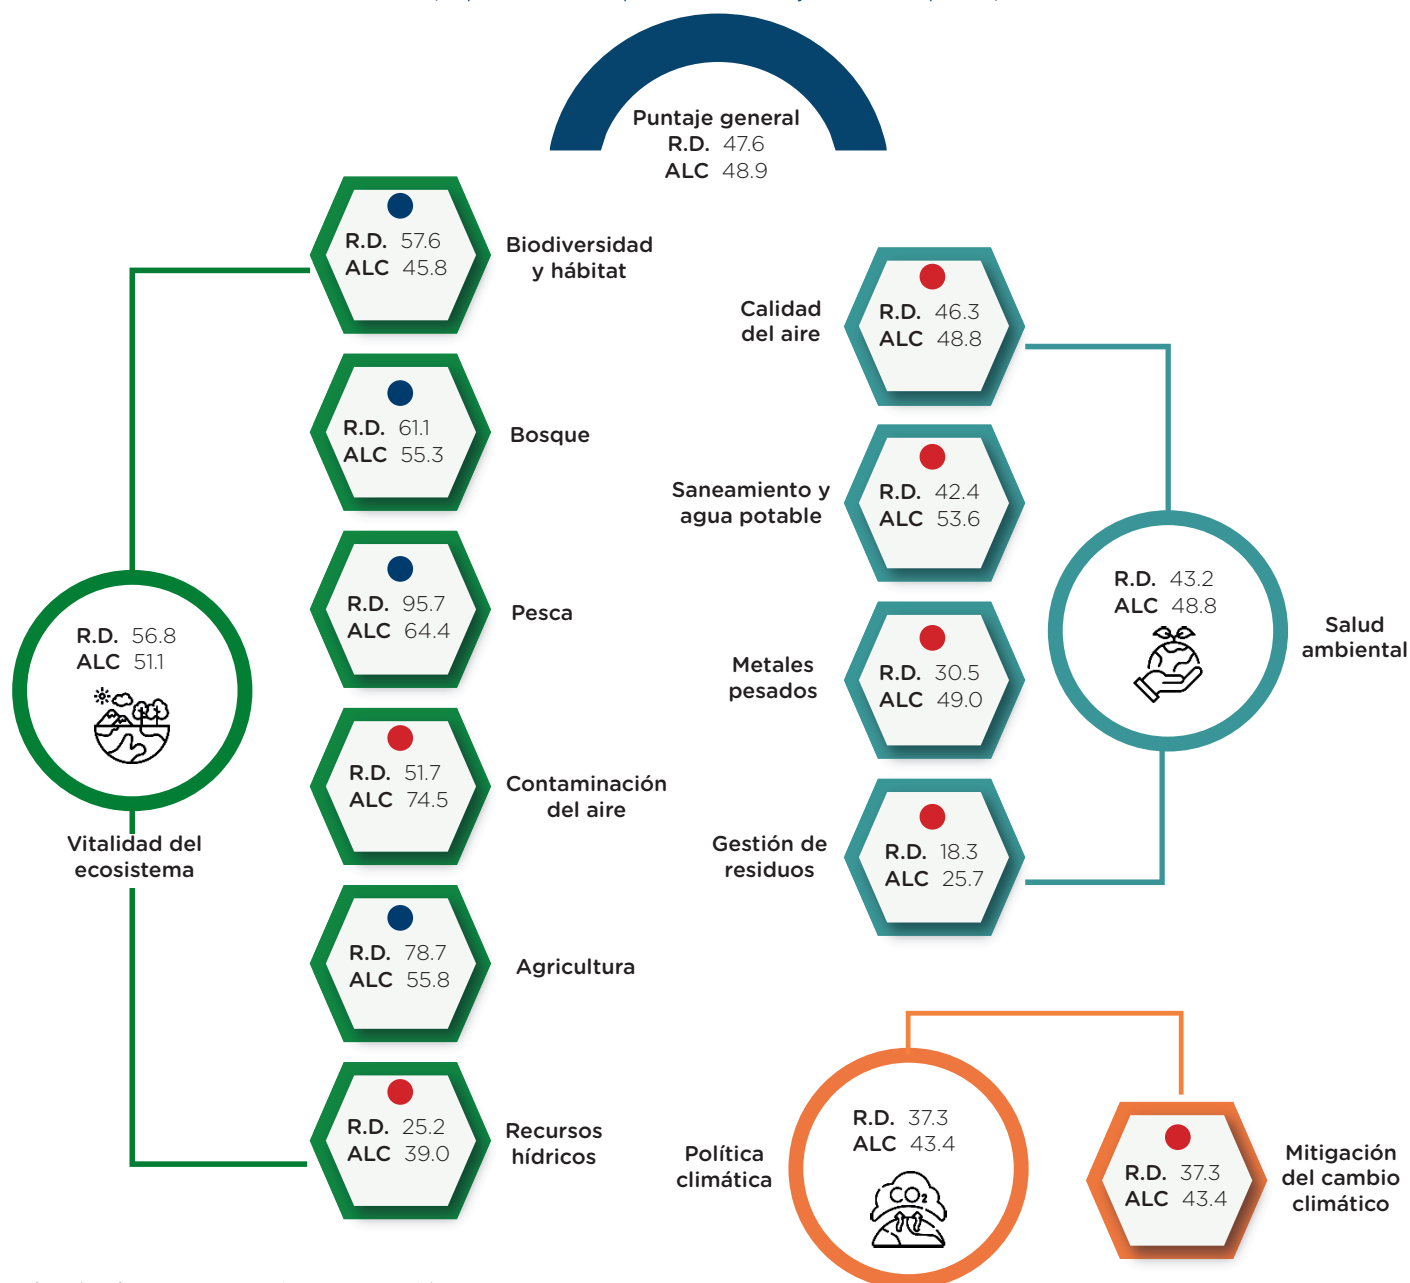 Puntaje general
R.D. 47.6
ALC 48.9
R.D. 57.6
ALC 45.8
Biodiversidad
y hábitat
R.D. 61.1
ALC 55.3
Bosque
R.D. 95.7
ALC 64.4
Pesca
R.D. 51.7
ALC 74.5
Contaminación
del aire
R.D. 78.7
ALC 55.8
Agricultura
R.D. 25.2
ALC 39.0
Recursos
hídricos
R.D. 56.8
ALC 51.1
Vitalidad del
ecosistema
Calidad
del aire
R.D. 46.3
ALC 48.8
Saneamiento y
agua potable
R.D. 42.4
ALC 53.6
Metales
pesados
R.D. 30.5
ALC 49.0
Gestión de
residuos
R.D. 18.3
ALC 25.7
R.D. 43.2
ALC 48.8
Salud
ambiental
Política
climática
R.D. 37.3
ALC 43.4
CO₂
R.D. 37.3
ALC 43.4
Mitigación
del cambio
climático